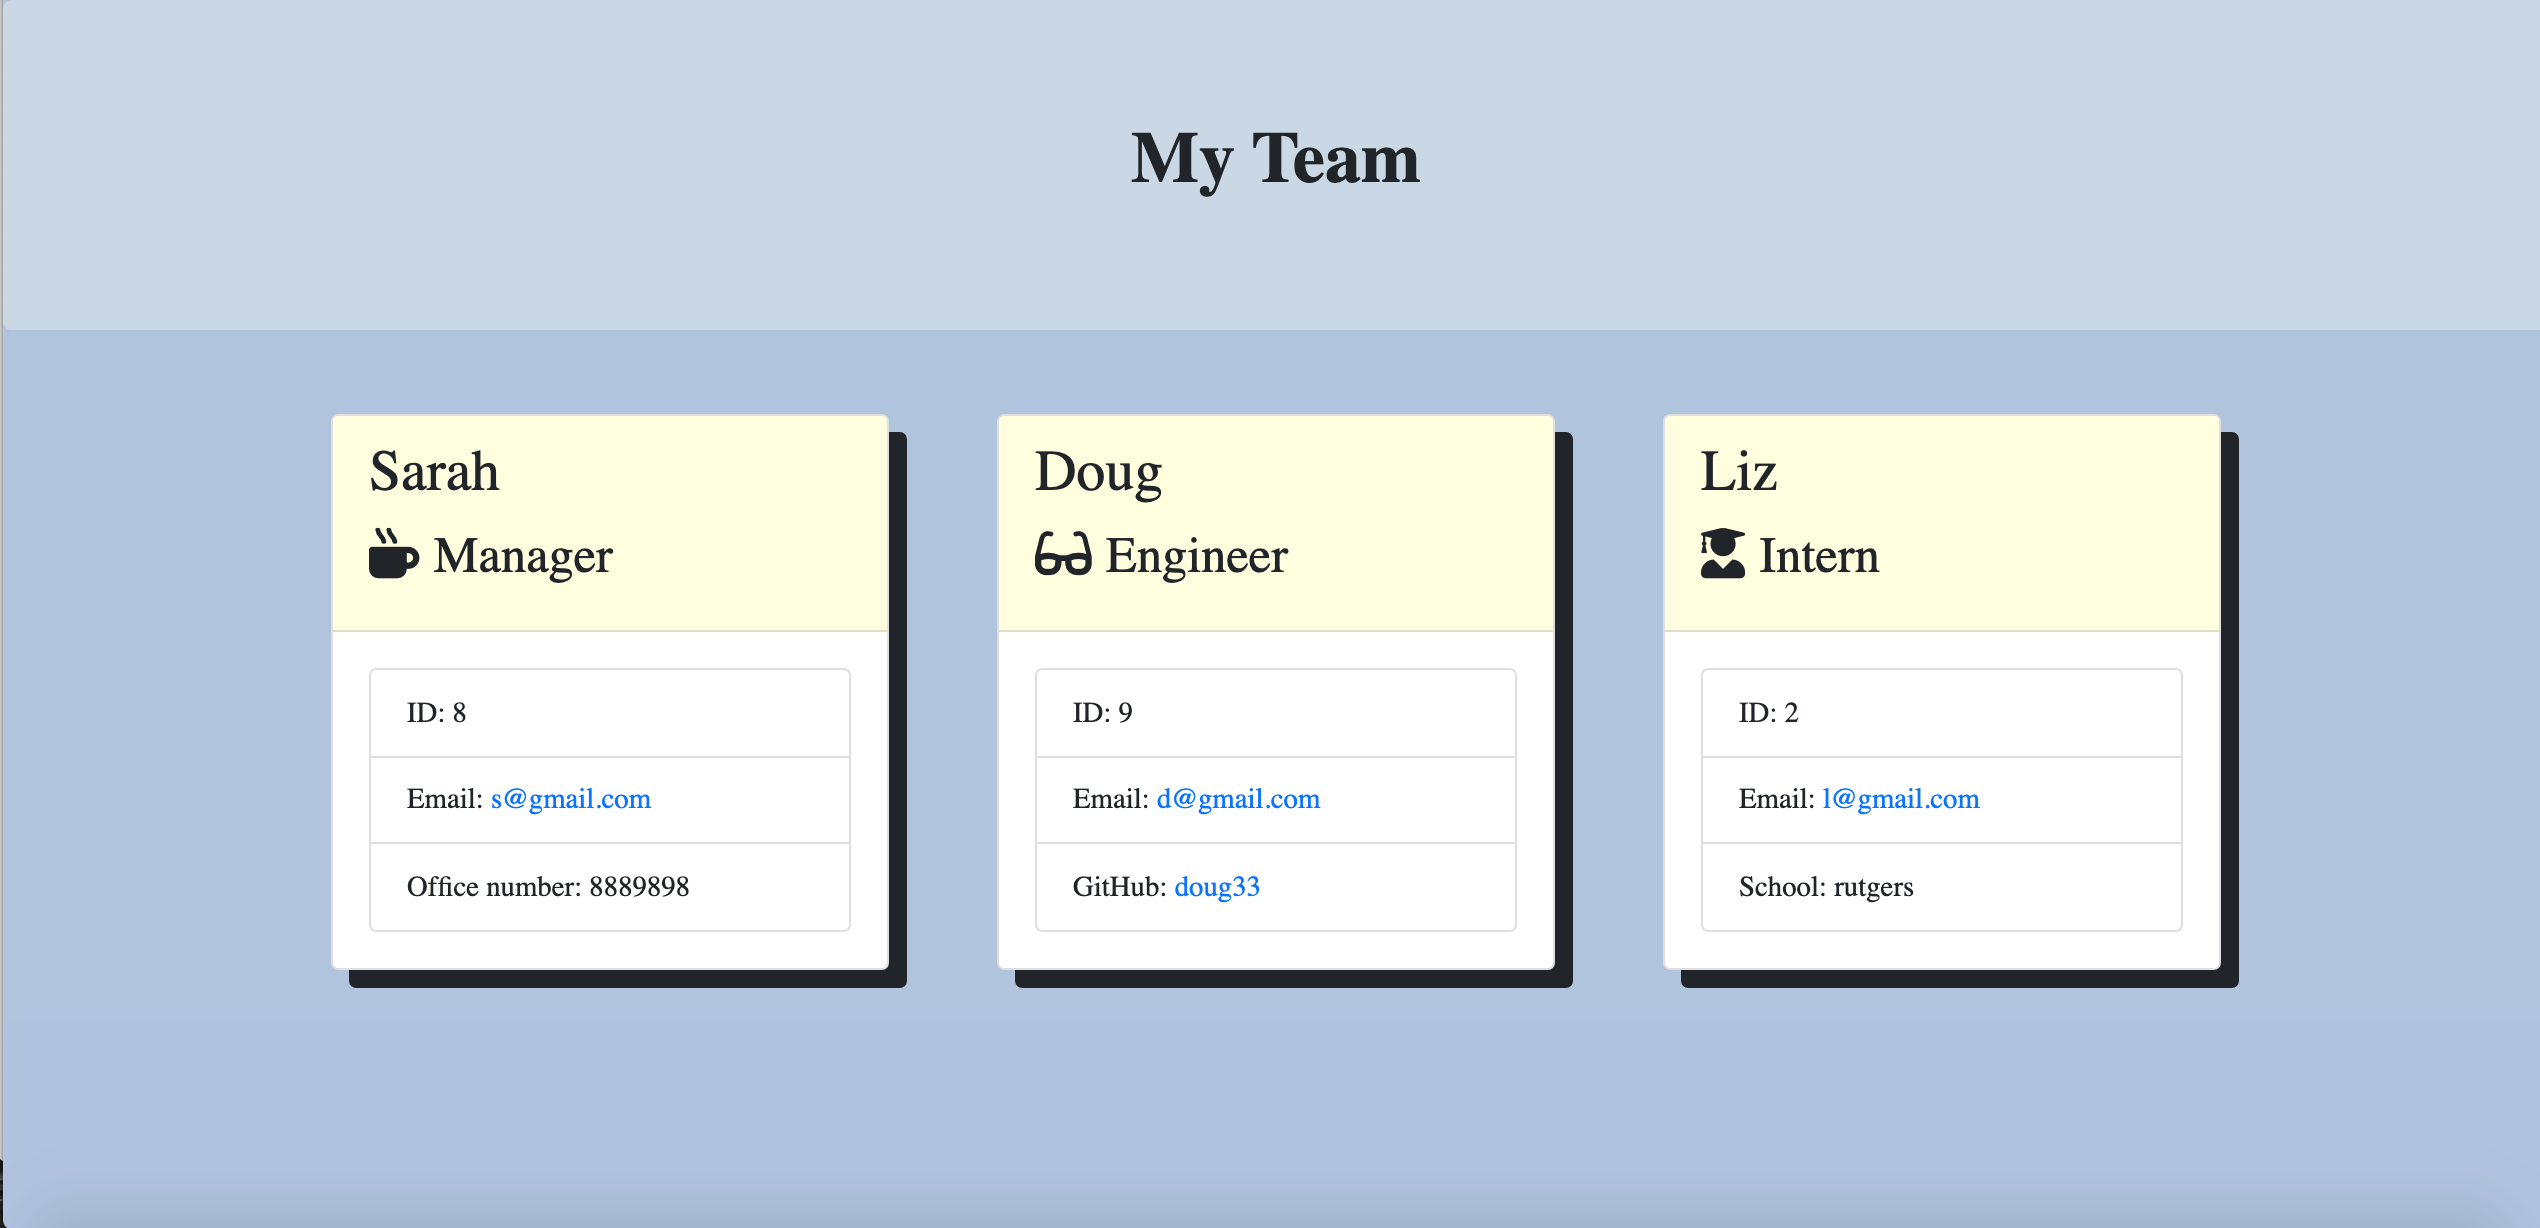 My Team
Sarah
Manager
ID: 8
Email: s@gmail.com
Office number: 8889898
Doug
Engineer
ID: 9
Email: d@gmail.com
GitHub: doug33
Liz
Intern
ID: 2
Email: l@gmail.com
School: rutgers